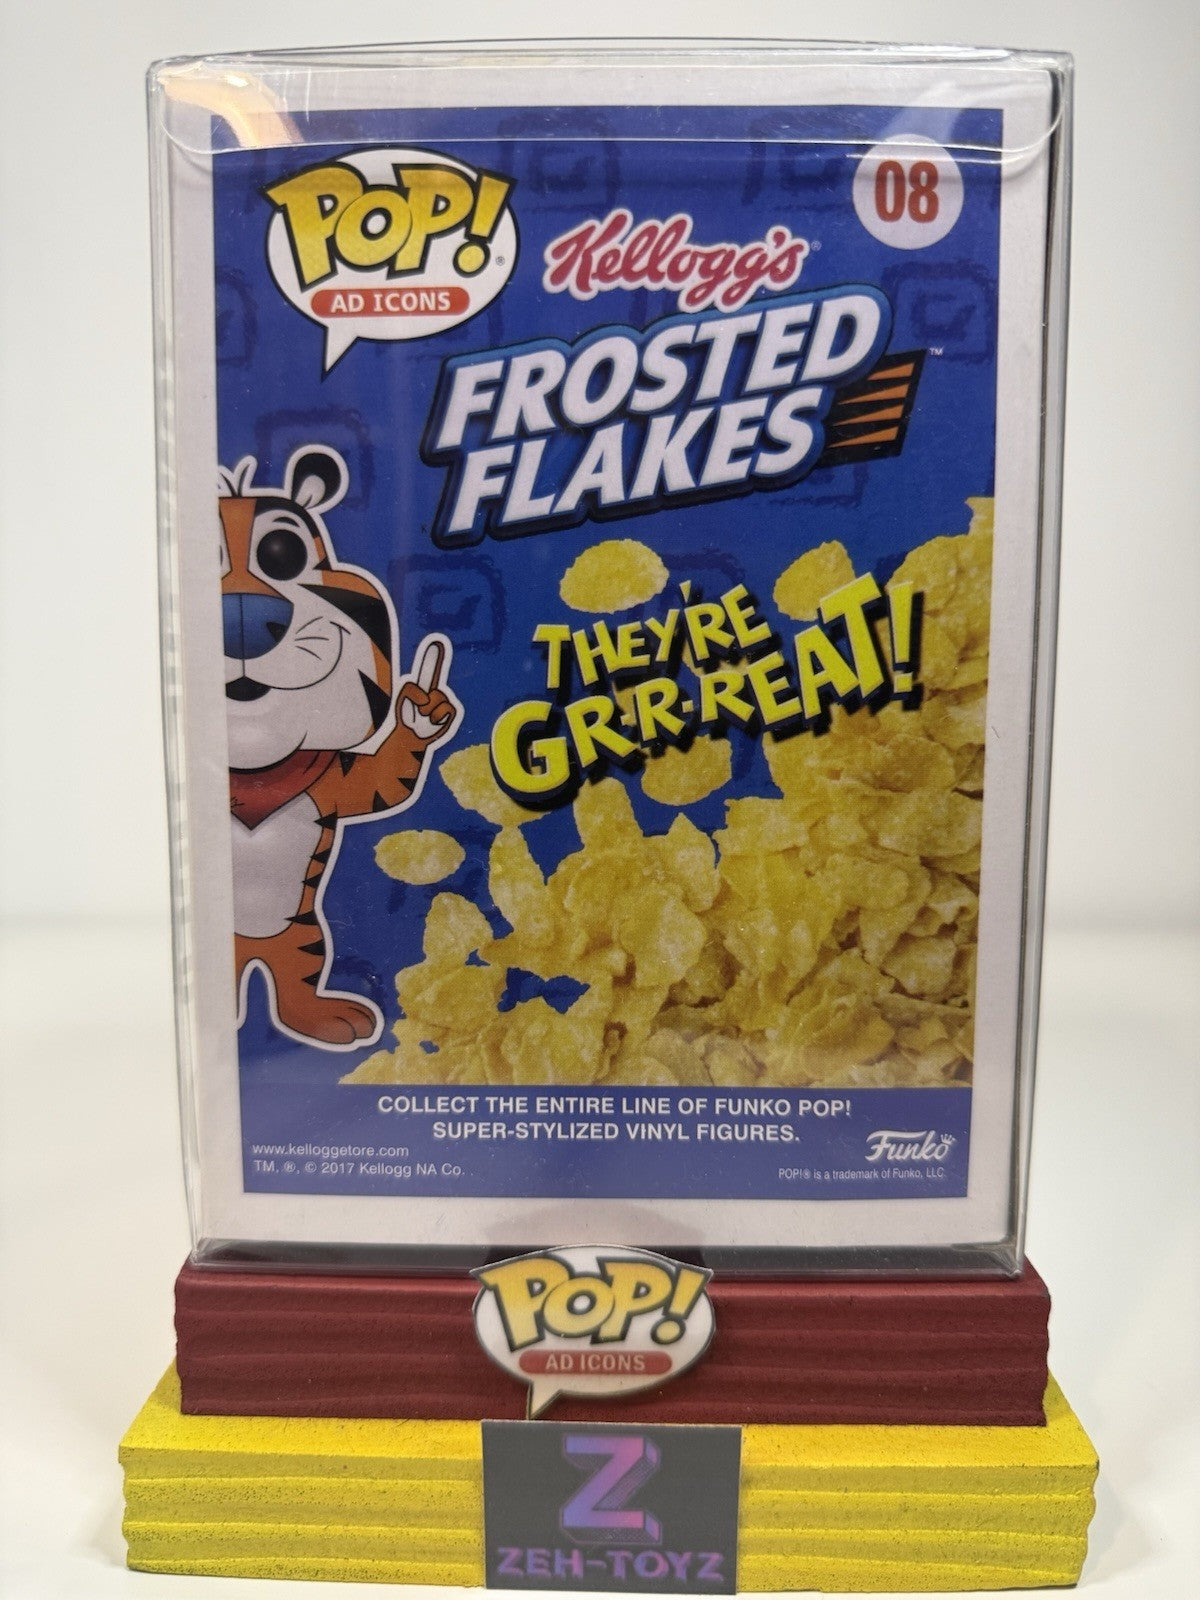 POP!®
AD ICONS
08
Kellogg's®
FROSTED
FLAKES
™
THEY'RE
GR-R-REAT!
COLLECT THE ENTIRE LINE OF FUNKO POP!
SUPER-STYLIZED VINYL FIGURES.
www.kelloggetore.com
TM, ®, © 2017 Kellogg NA Co.
Funko
POP!® is a trademark of Funko, LLC
POP!
AD ICONS
Z
ZEH-TOYZ